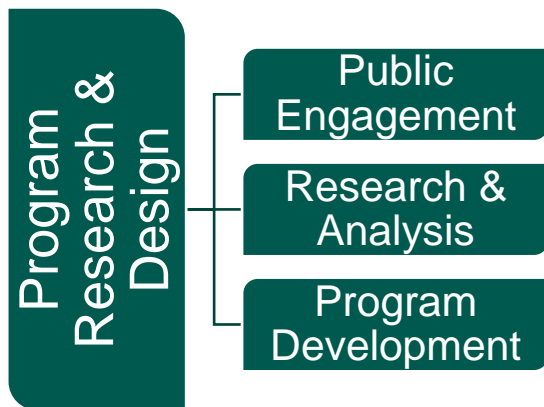 Program
Research &
Design
Public
Engagement
Research &
Analysis
Program
Development